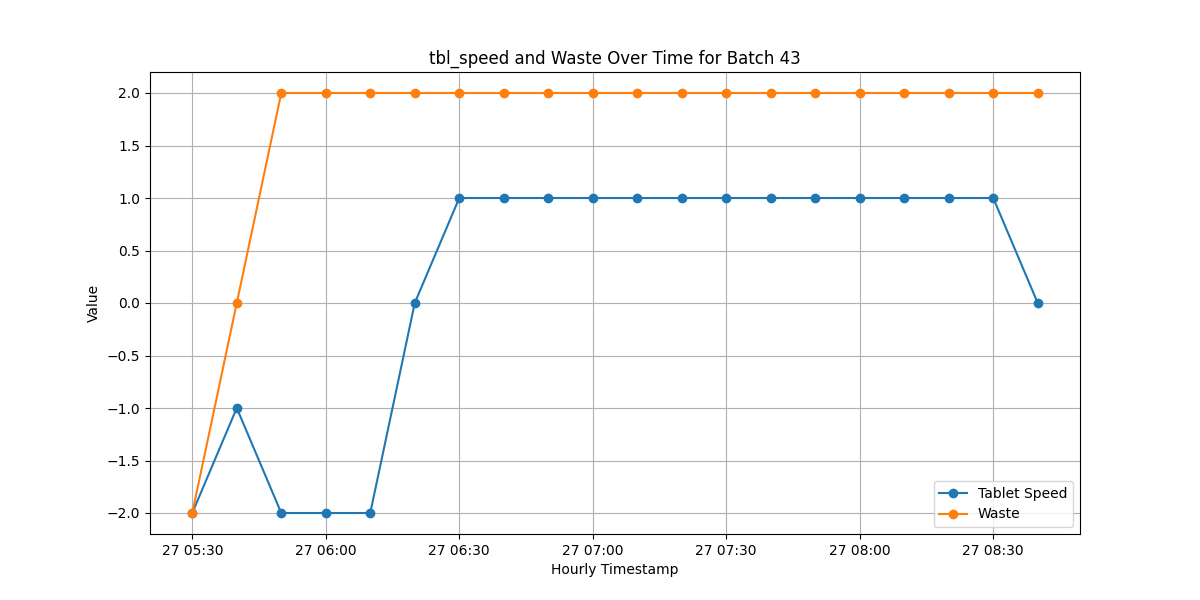 tbl_speed and Waste Over Time for Batch 43
2.0
1.5
1.0
0.5
0.0
−0.5
−1.0
−1.5
−2.0
Value
Tablet Speed
Waste
27 05:30 27 06:00 27 06:30 27 07:00 27 07:30 27 08:00 27 08:30
Hourly Timestamp